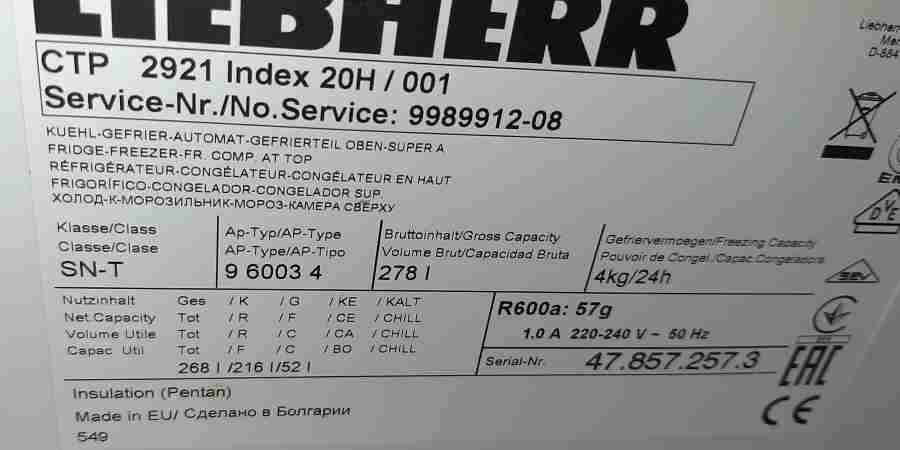 LIEBHERR
Liebherr
D-884
CTP 2921 Index 20H / 001
Service-Nr./No.Service: 9989912-08
KUEHL-GEFRIER-AUTOMAT-GEFRIERTEIL OBEN-SUPER A
FRIDGE-FREEZER-FR. COMP. AT TOP
RÉFRIGÉRATEUR-CONGÉLATEUR-CONGÉLATEUR EN HAUT
FRIGORÍFICO-CONGELADOR-CONGELADOR SUP.
ХОЛОД-К-МОРОЗИЛЬНИК-МОРОЗ-КАМЕРА СВЕРХУ
Klasse/Class
Classe/Clase
SN-T
Ap-Typ/AP-Type
AP-Type/AP-Tipo
9 6003 4
Bruttoinhalt/Gross Capacity
Volume Brut/Capacidad Bruta
278 l
Gefriervermoegen/Freezing Capacity
Pouvoir de Congel./Capac.Congeladora
4kg/24h
Nutzinhalt Ges / K / G / KE / KALT
Net.Capacity Tot / R / F / CE / CHILL
Volume Utile Tot / R / C / CA / CHILL
Capac Util Tot / F / C / BO / CHILL
268 l /216 l/52 l
R600a: 57g
1.0 A 220-240 V ~ 50 Hz
Serial-Nr. 47.857.257.3
Insulation (Pentan)
Made in EU/ Сделано в Болгарии
549
DVE
SEV
EAC
CE